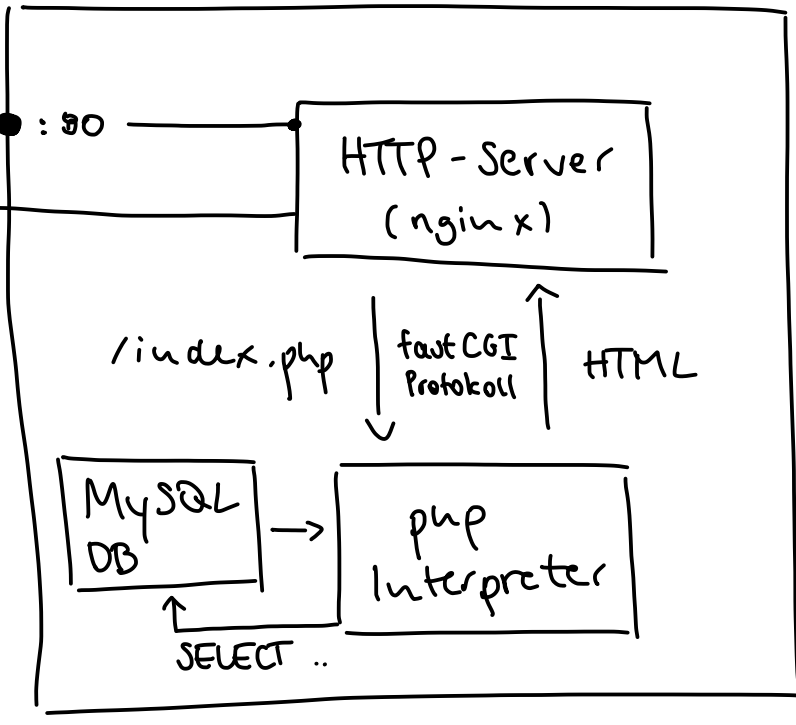 :80
HTTP-Server
(nginx)
/index.php
fastCGI
Protokoll
HTML
MySQL
DB
php
Interpreter
SELECT ..